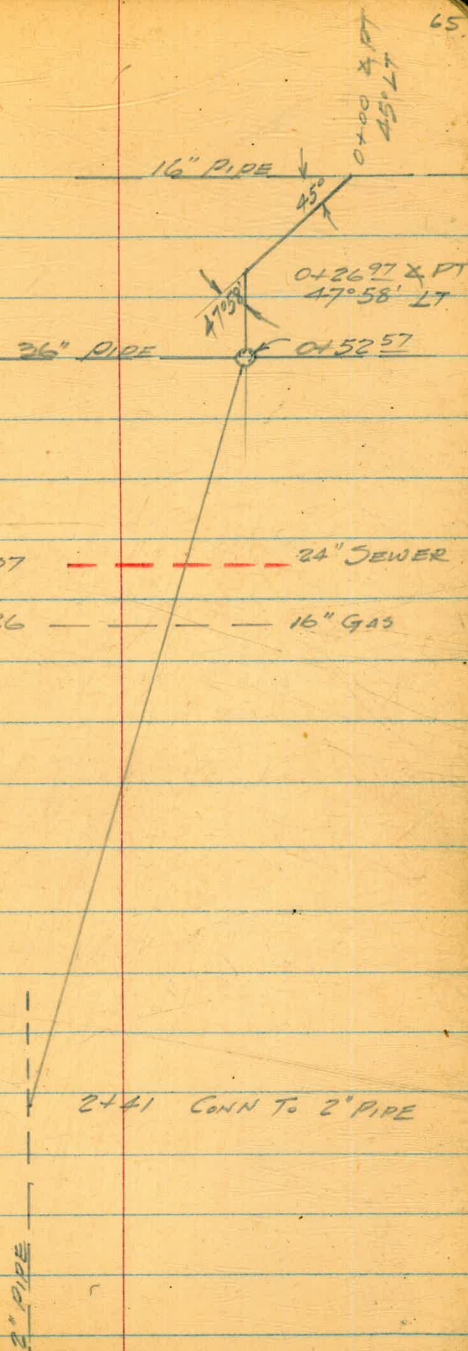 65
0+00 ∡ PT
45° LT
16" PIPE
45°
0+26 97 ∡ PT
47°58' LT
47°58'
36" PIPE
0+52 57
24" SEWER
16" GAS
2+41 CONN TO 2" PIPE
2" PIPE